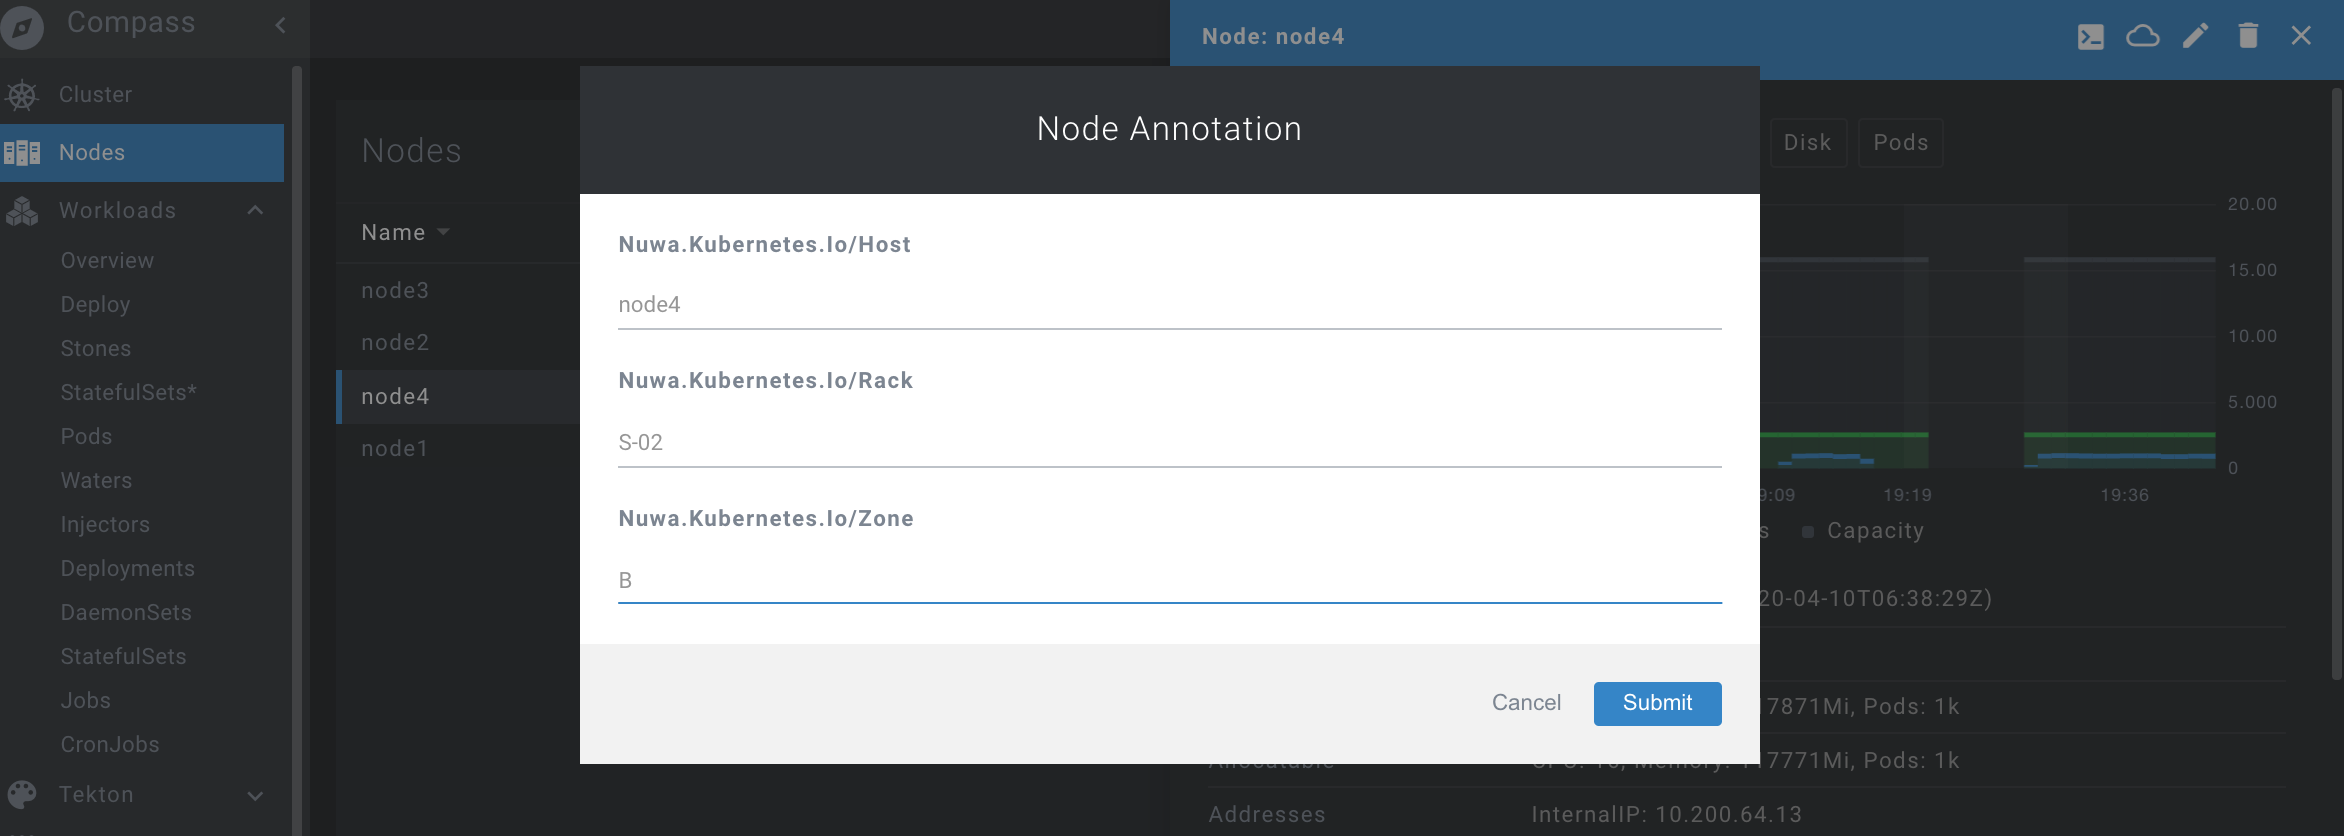 Compass
Cluster
Nodes
Workloads
Overview
Deploy
Stones
StatefulSets*
Pods
Waters
Injectors
Deployments
DaemonSets
StatefulSets
Jobs
CronJobs
Tekton
Nodes
Name
node3
node2
node4
node1
Node: node4
Disk Pods
20.00
15.00
10.00
5.000
0
9:09 19:19 19:36
s Capacity
20-04-10T06:38:29Z)
17871Mi, Pods: 1k
17771Mi, Pods: 1k
Addresses InternalIP: 10.200.64.13
Node Annotation
Nuwa.Kubernetes.Io/Host
node4
Nuwa.Kubernetes.Io/Rack
S-02
Nuwa.Kubernetes.Io/Zone
B
Cancel Submit